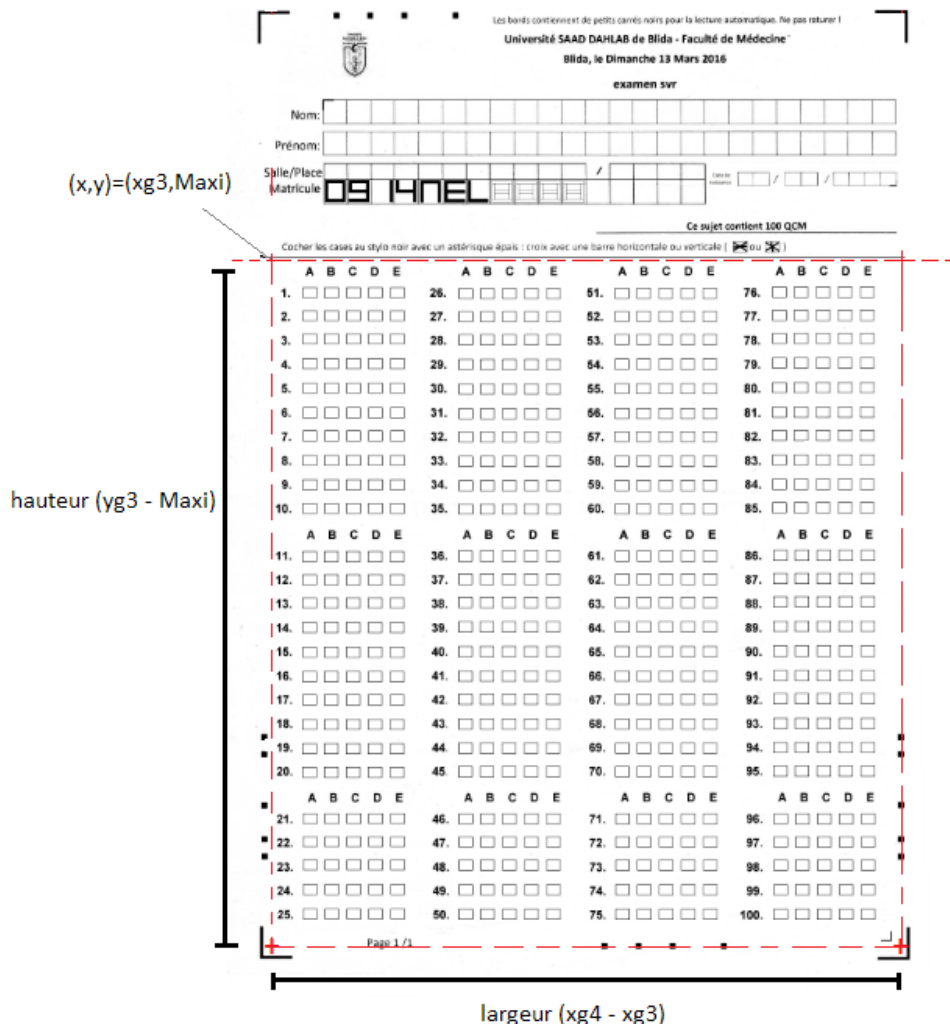 Les bords contiennent de petits carrés noirs pour la lecture automatique. Ne pas raturer !
Université SAAD DAHLAB de Blida - Faculté de Médecine
Blida, le Dimanche 13 Mars 2016
examen svr
Nom:
Prénom:
Salle/Place /
Matricule 09 14NEL / /
(x,y)=(xg3,Maxi)
Ce sujet contient 100 QCM
Cocher les cases au stylo noir avec un astérisque épais : croix avec une barre horizontale ou verticale ( ou )
A B C D E A B C D E A B C D E A B C D E
1. 26. 51. 76.
2. 27. 52. 77.
3. 28. 53. 78.
4. 29. 54. 79.
5. 30. 55. 80.
6. 31. 56. 81.
7. 32. 57. 82.
8. 33. 58. 83.
9. 34. 59. 84.
hauteur (yg3 - Maxi)
10. 35. 60. 85.
A B C D E A B C D E A B C D E A B C D E
11. 36. 61. 86.
12. 37. 62. 87.
13. 38. 63. 88.
14. 39. 64. 89.
15. 40. 65. 90.
16. 41. 66. 91.
17. 42. 67. 92.
18. 43. 68. 93.
19. 44. 69. 94.
20. 45. 70. 95.
A B C D E A B C D E A B C D E A B C D E
21. 46. 71. 96.
22. 47. 72. 97.
23. 48. 73. 98.
24. 49. 74. 99.
25. 50. 75. 100.
Page 1 /1
largeur (xg4 - xg3)